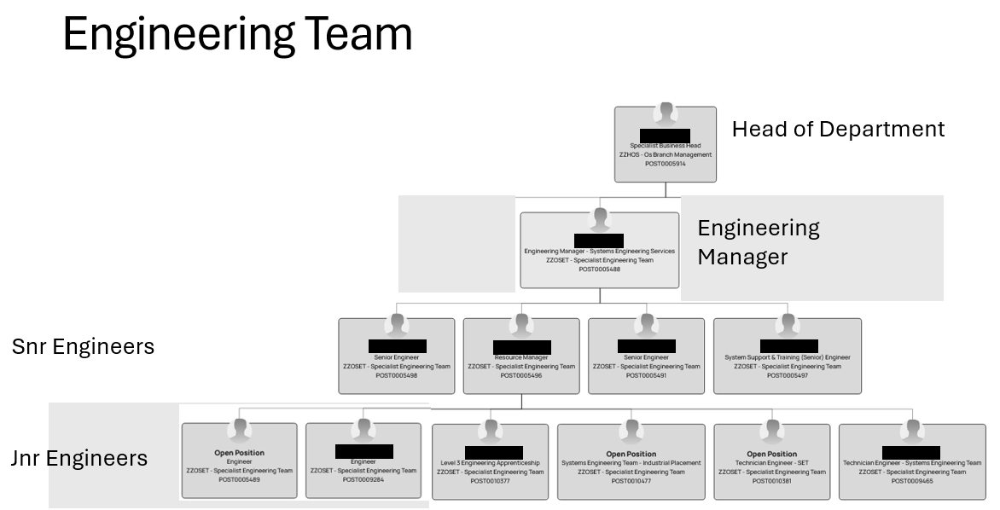 Engineering Team
Head of Department
Specialist Business Head
ZZHOS - Os Branch Management
POST0005914
Engineering
Manager
Engineering Manager - Systems Engineering Services
ZZOSET - Specialist Engineering Team
POST0005488
Snr Engineers
Senior Engineer
ZZOSET - Specialist Engineering Team
POST0005498
Resource Manager
ZZOSET - Specialist Engineering Team
POST0005496
Senior Engineer
ZZOSET - Specialist Engineering Team
POST0005491
System Support & Training (Senior) Engineer
ZZOSET - Specialist Engineering Team
POST0005497
Jnr Engineers
Open Position
Engineer
ZZOSET - Specialist Engineering Team
POST0005489
Engineer
ZZOSET - Specialist Engineering Team
POST0009284
Level 3 Engineering Apprenticeship
ZZOSET - Specialist Engineering Team
POST0010377
Open Position
Systems Engineering Team - Industrial Placement
ZZOSET - Specialist Engineering Team
POST0010477
Open Position
Technician Engineer - SET
ZZOSET - Specialist Engineering Team
POST0010381
Technician Engineer - Systems Engineering Team
ZZOSET - Specialist Engineering Team
POST0009465